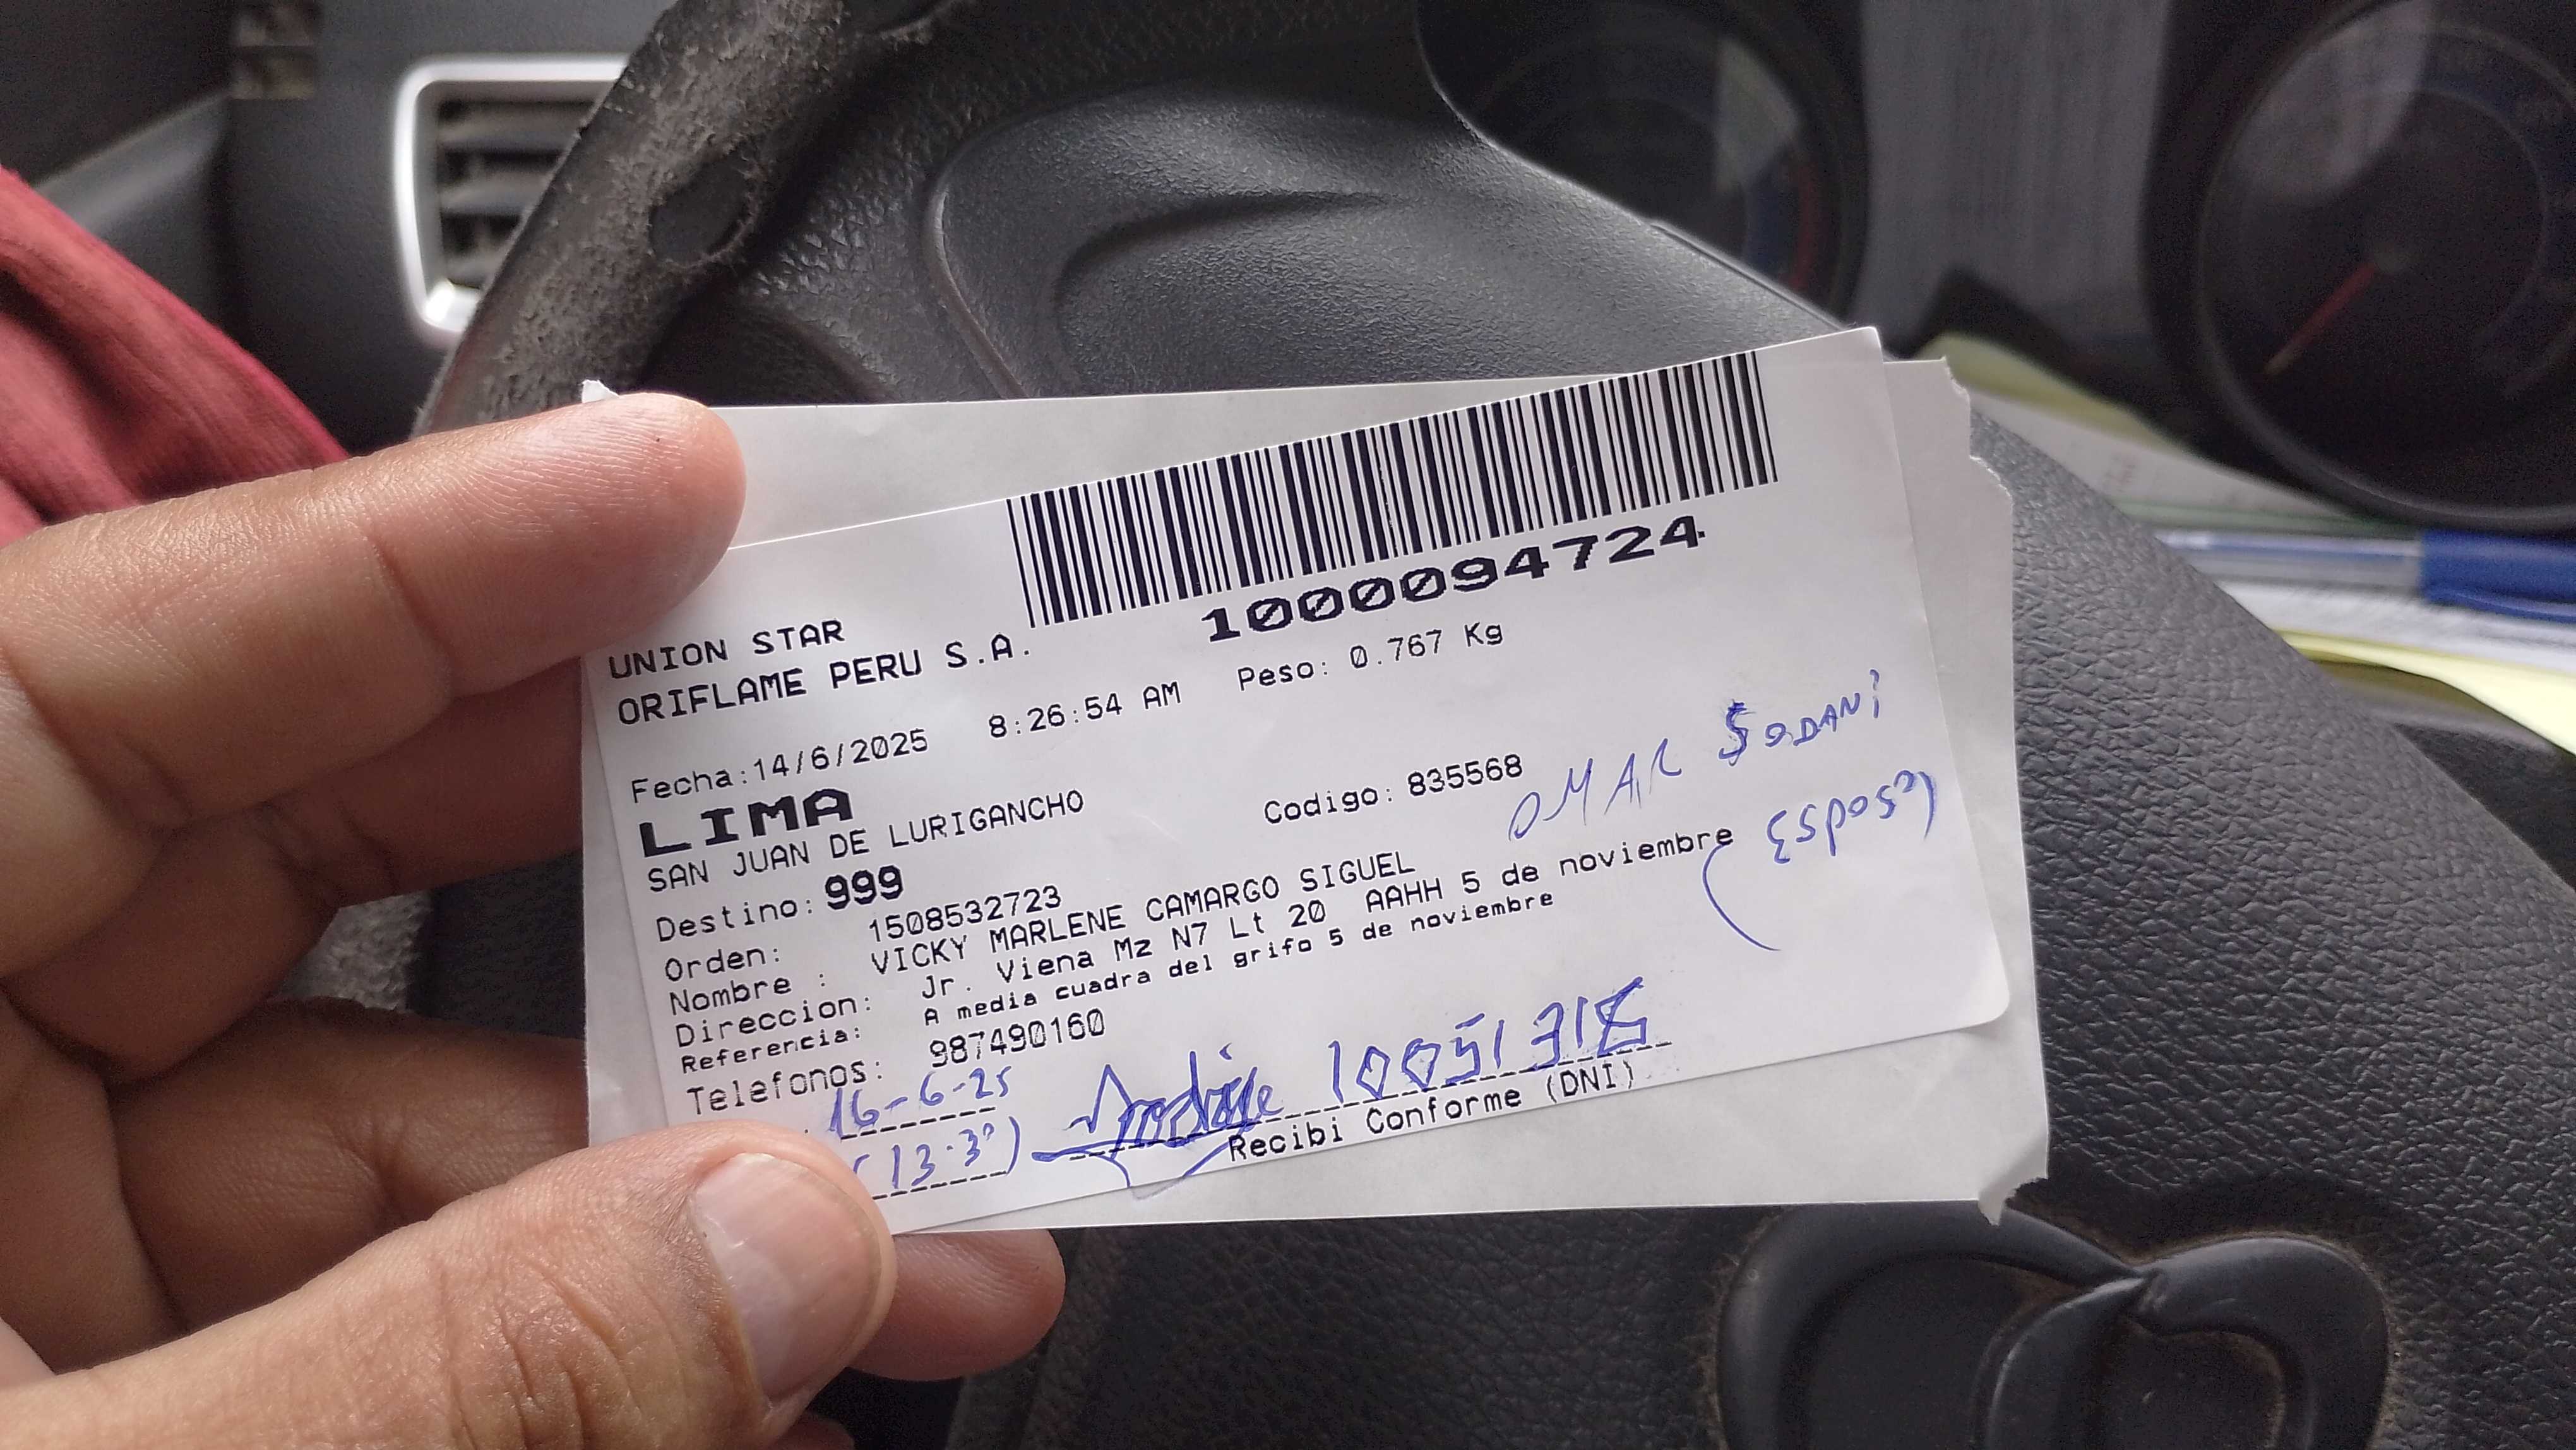 1000094724
UNION STAR
ORIFLAME PERU S.A.
Fecha:14/6/2025 8:26:54 AM Peso: 0.767 Kg
LIMA
SAN JUAN DE LURIGANCHO Codigo: 835568
OMAR
(Esposo)
Destino: 999
Orden: 1508532723
Nombre : VICKY MARLENE CAMARGO SIGUEL
Direccion: Jr. Viena Mz N7 Lt 20 AAHH 5 de noviembre
Referencia: A media cuadra del grifo 5 de noviembre
Telefonos: 987490160
16-6-25
(13:30)
Recibi Conforme (DNI)